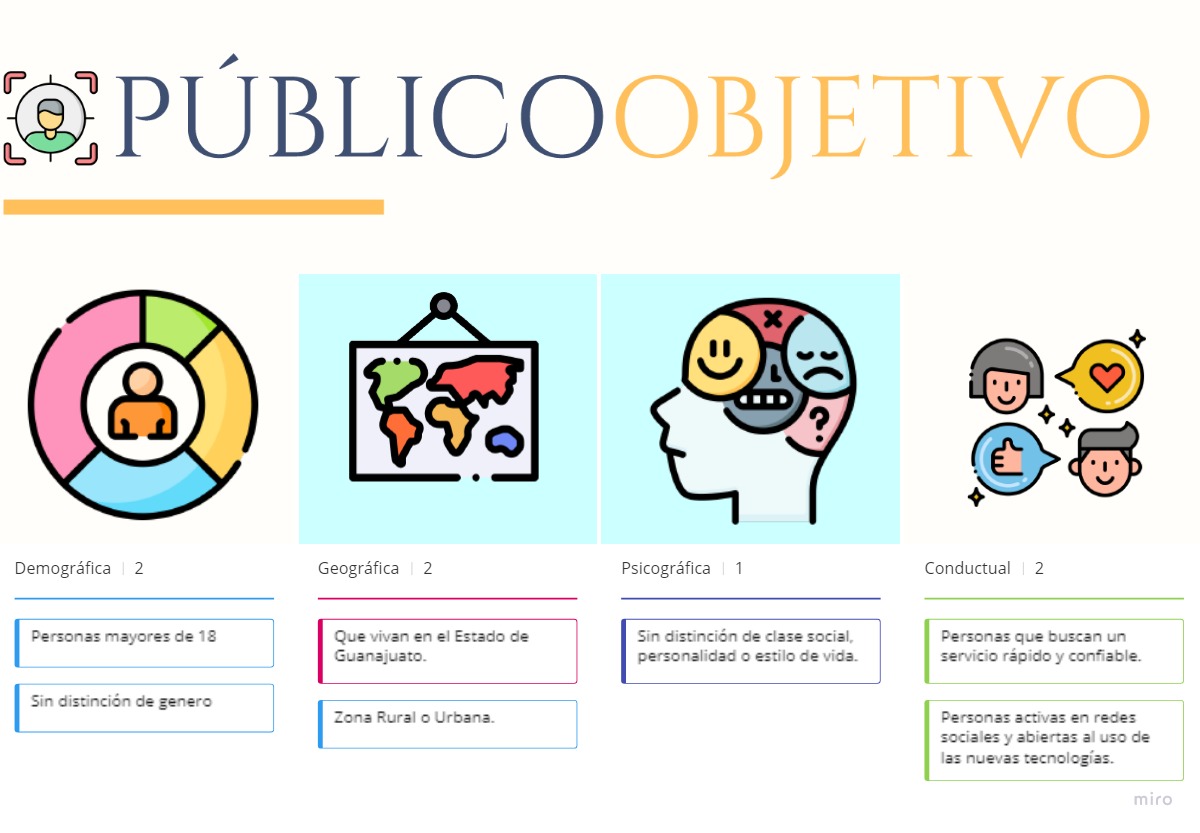 PÚBLICOOBJETIVO
Demográfica | 2
Personas mayores de 18
Sin distinción de genero
Geográfica | 2
Que vivan en el Estado de
Guanajuato.
Zona Rural o Urbana.
Psicográfica | 1
Sin distinción de clase social,
personalidad o estilo de vida.
Conductual | 2
Personas que buscan un
servicio rápido y confiable.
Personas activas en redes
sociales y abiertas al uso de
las nuevas tecnologías.
miro